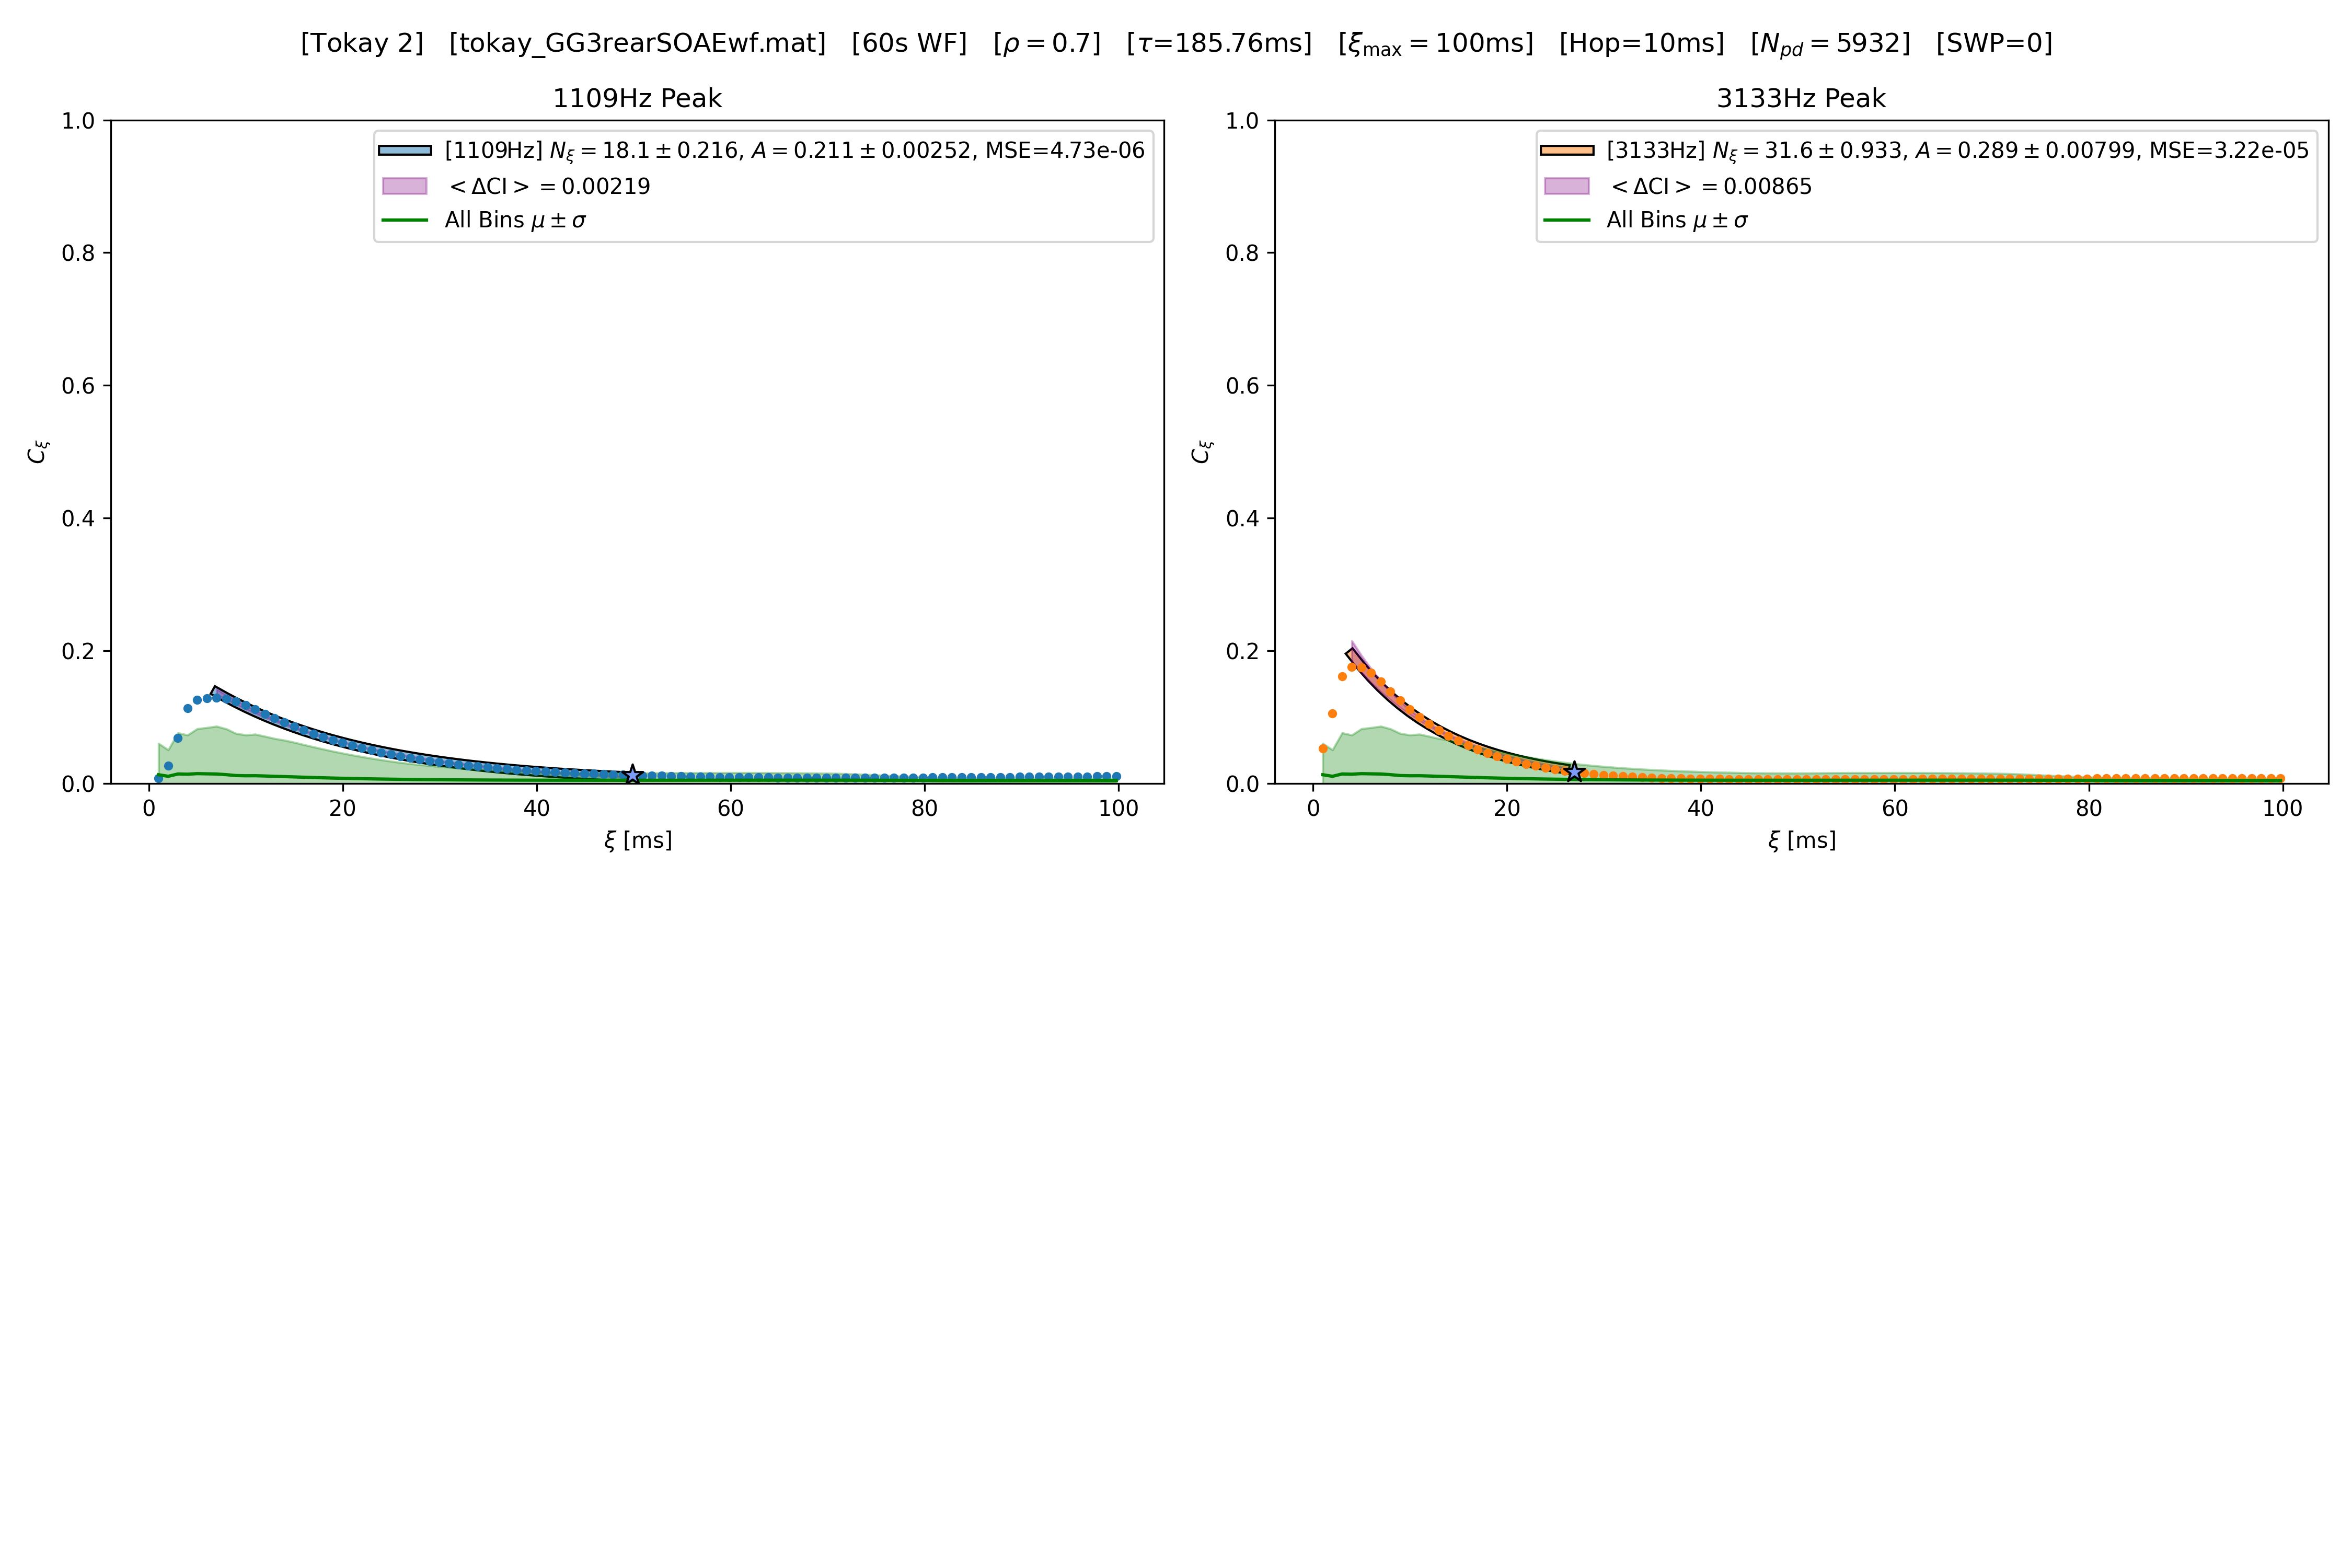 [Tokay 2] [tokay_GG3rearSOAEwf.mat] [60s WF] [ρ = 0.7] [τ=185.76ms] [ξmax = 100ms] [Hop=10ms] [Npd = 5932] [SWP=0]
1109Hz Peak
1.0
0.8
0.6
0.4
0.2
0.0
Cξ
[1109Hz] Nξ = 18.1 ± 0.216, A = 0.211 ± 0.00252, MSE=4.73e-06
< ΔCI > = 0.00219
All Bins μ ± σ
0 20 40 60 80 100
ξ [ms]
3133Hz Peak
1.0
0.8
0.6
0.4
0.2
0.0
Cξ
[3133Hz] Nξ = 31.6 ± 0.933, A = 0.289 ± 0.00799, MSE=3.22e-05
< ΔCI > = 0.00865
All Bins μ ± σ
0 20 40 60 80 100
ξ [ms]